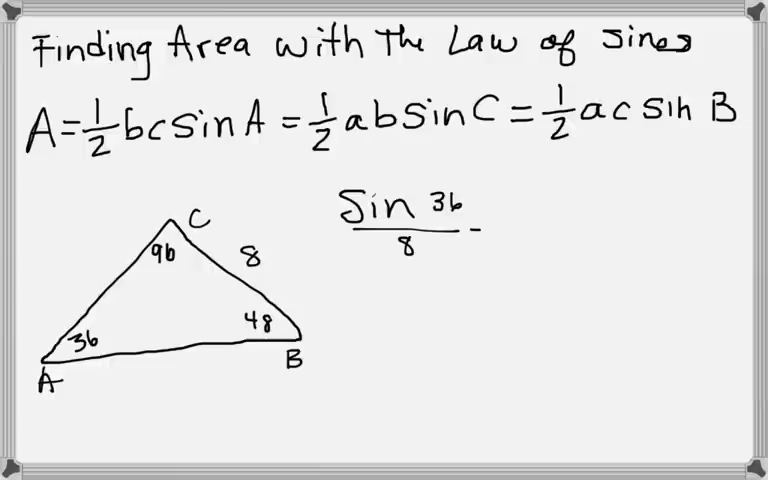 Finding Area with the Law of Sines
A = 1/2 bc sin A = 1/2 ab sin C = 1/2 ac sin B
sin 36
8
=
C
96
8
36
48
A
B